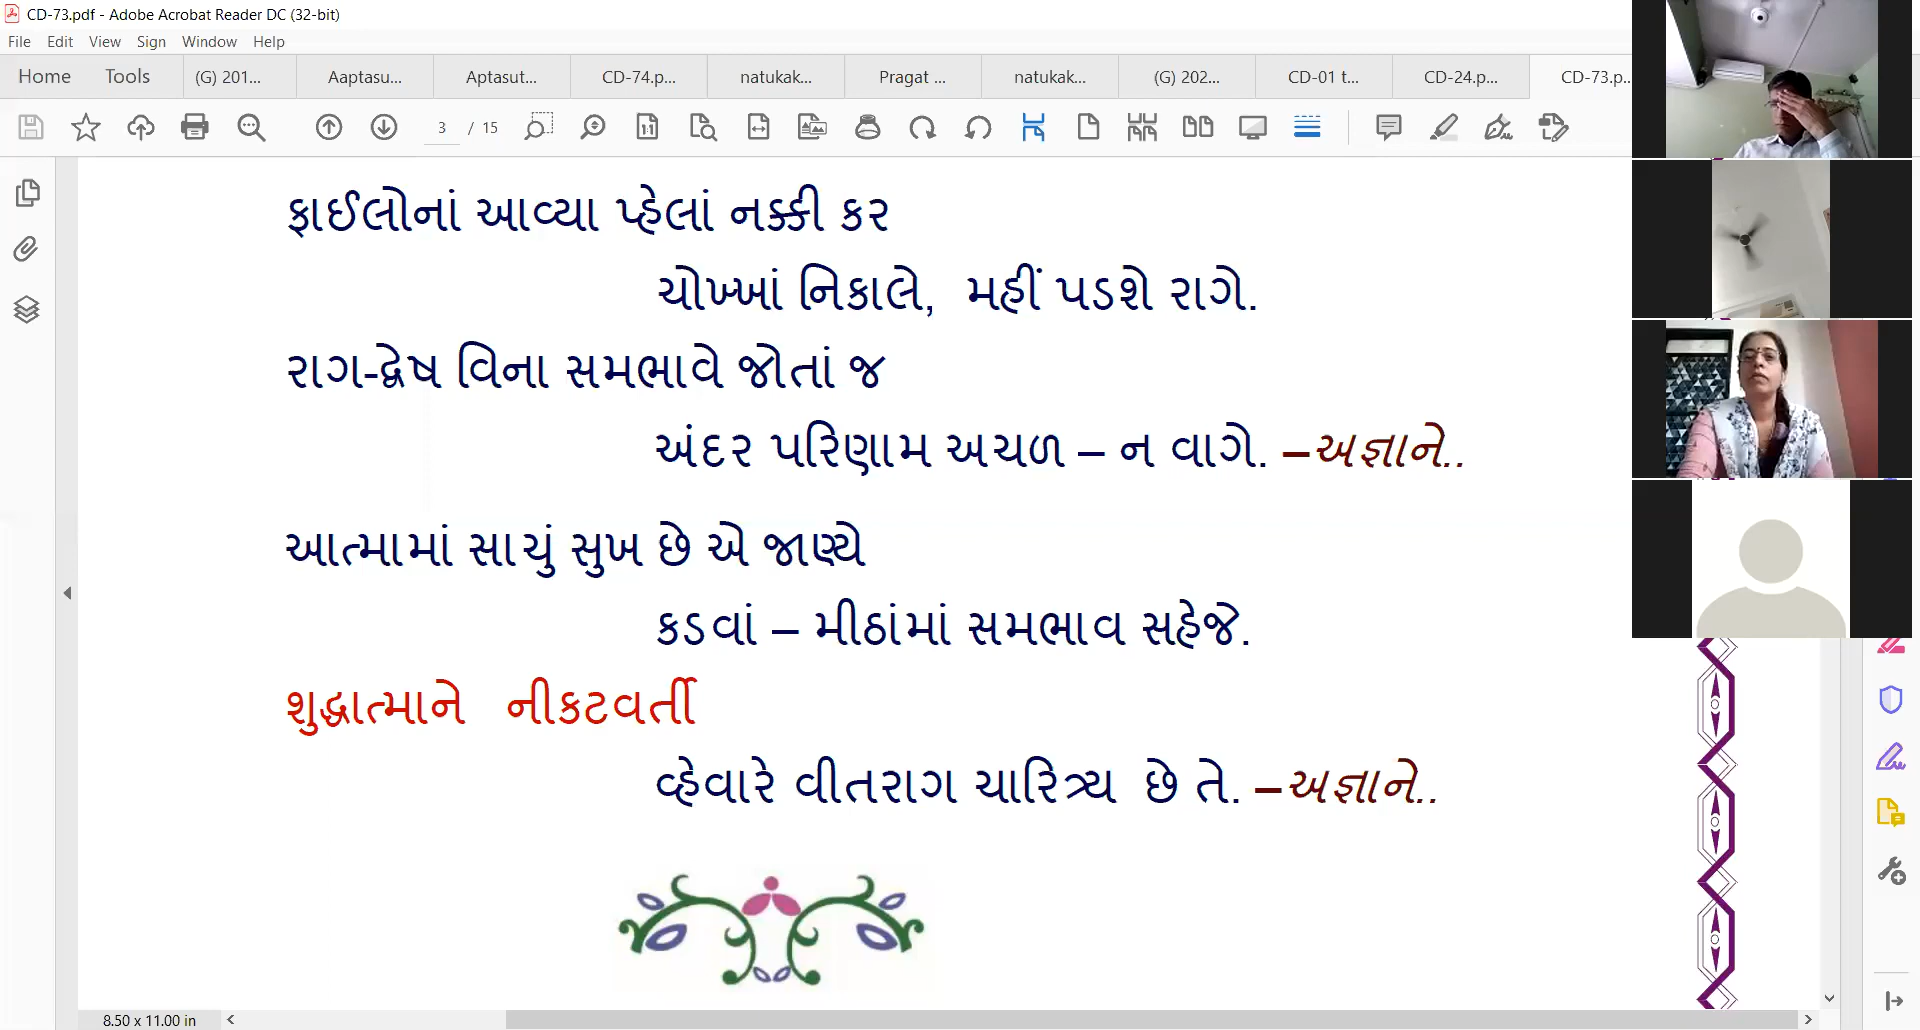 CD-73.pdf - Adobe Acrobat Reader DC (32-bit)
File Edit View Sign Window Help
Home Tools (G) 201... Aaptasu... Aptasut... CD-74.p... natukak... Pragat ... natukak... (G) 202... CD-01 t... CD-24.p... CD-73.p..
3 / 15
ફાઈલોનાં આવ્યા પ્હેલાં નક્કી કર
ચોખ્ખાં નિકાલે, મહીં પડશે રાગે.
રાગ-દ્વેષ વિના સમભાવે જોતાં જ
અંદર પરિણામ અચળ – ન વાગે. –અજ્ઞાને..
આત્મામાં સાચું સુખ છે એ જાણ્યે
કડવાં – મીઠાંમાં સમભાવ સહેજે.
શુદ્ધાત્માને નીકટવર્તી
વ્હેવારે વીતરાગ ચારિત્ર્ય છે તે. –અજ્ઞાને..
8.50 x 11.00 in